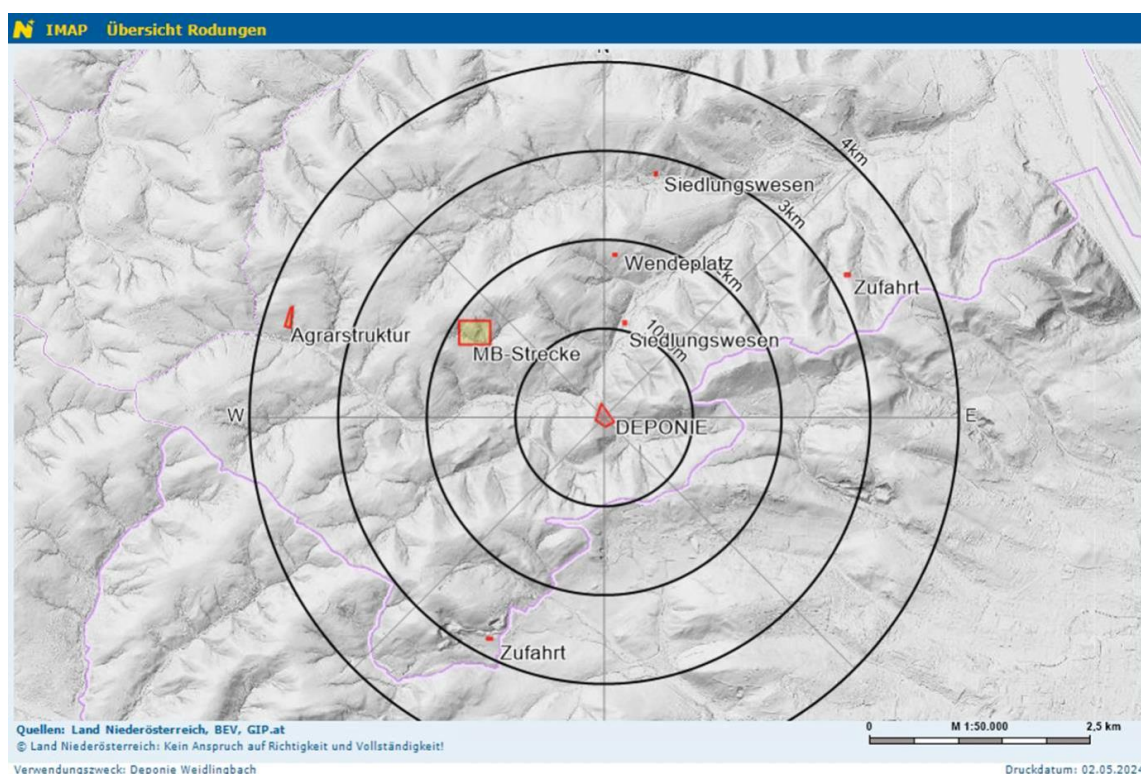 IMAP Übersicht Rodungen
N
4km
Siedlungswesen
3km
Wendeplatz
km
Zufahrt
Agrarstruktur
Siedlungswesen
MB-Strecke
W
E
DEPONIE
Zufahrt
Quellen: Land Niederösterreich, BEV, GIP.at
© Land Niederösterreich: Kein Anspruch auf Richtigkeit und Vollständigkeit!
0 M 1:50.000 2,5 km
Verwendungszweck: Deponie Weidlingbach
Druckdatum: 02.05.2024